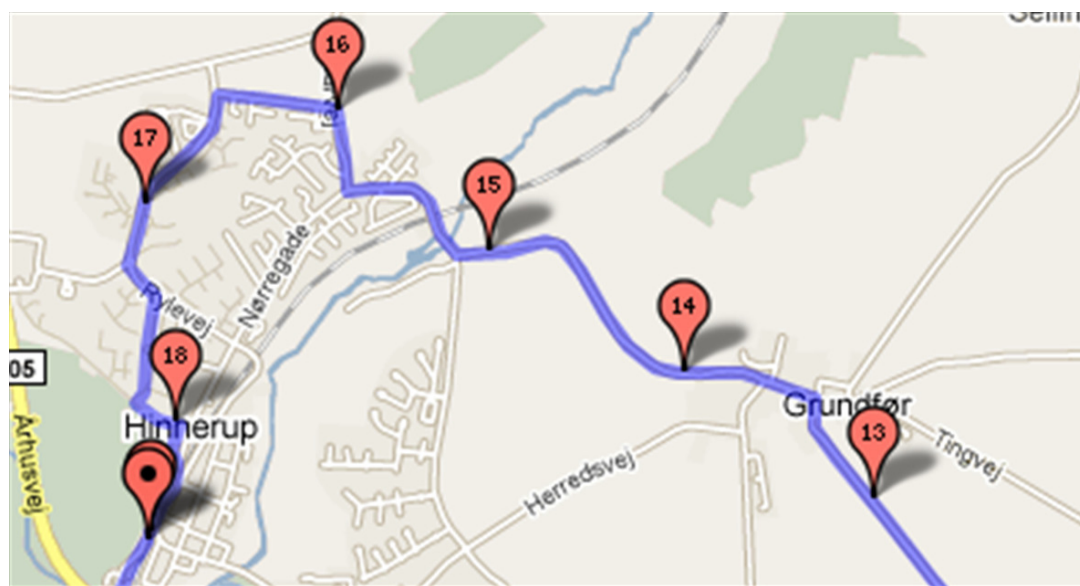 16
17
15
Nørregade
Rylevej
14
18
05
Grundfør
Hinnerup
13
Århusvej
Tingvej
Herredsvej